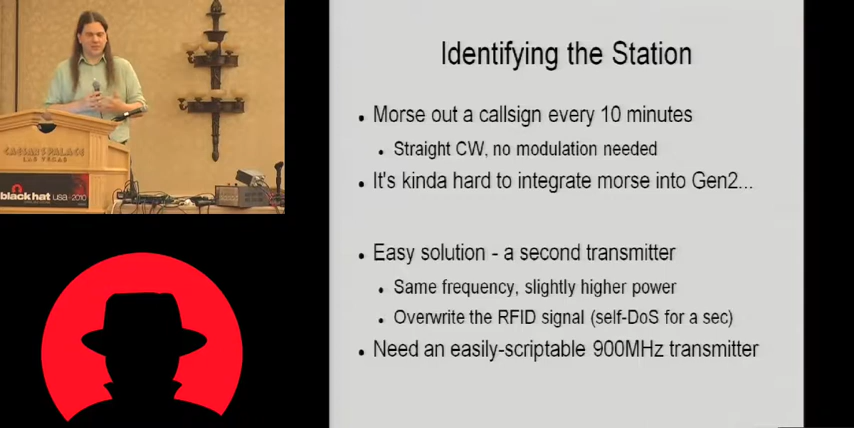 CAESARS PALACE
LAS VEGAS
black hat usa - 2010
Identifying the Station
• Morse out a callsign every 10 minutes
• Straight CW, no modulation needed
• It's kinda hard to integrate morse into Gen2...
• Easy solution - a second transmitter
• Same frequency, slightly higher power
• Overwrite the RFID signal (self-DoS for a sec)
• Need an easily-scriptable 900MHz transmitter